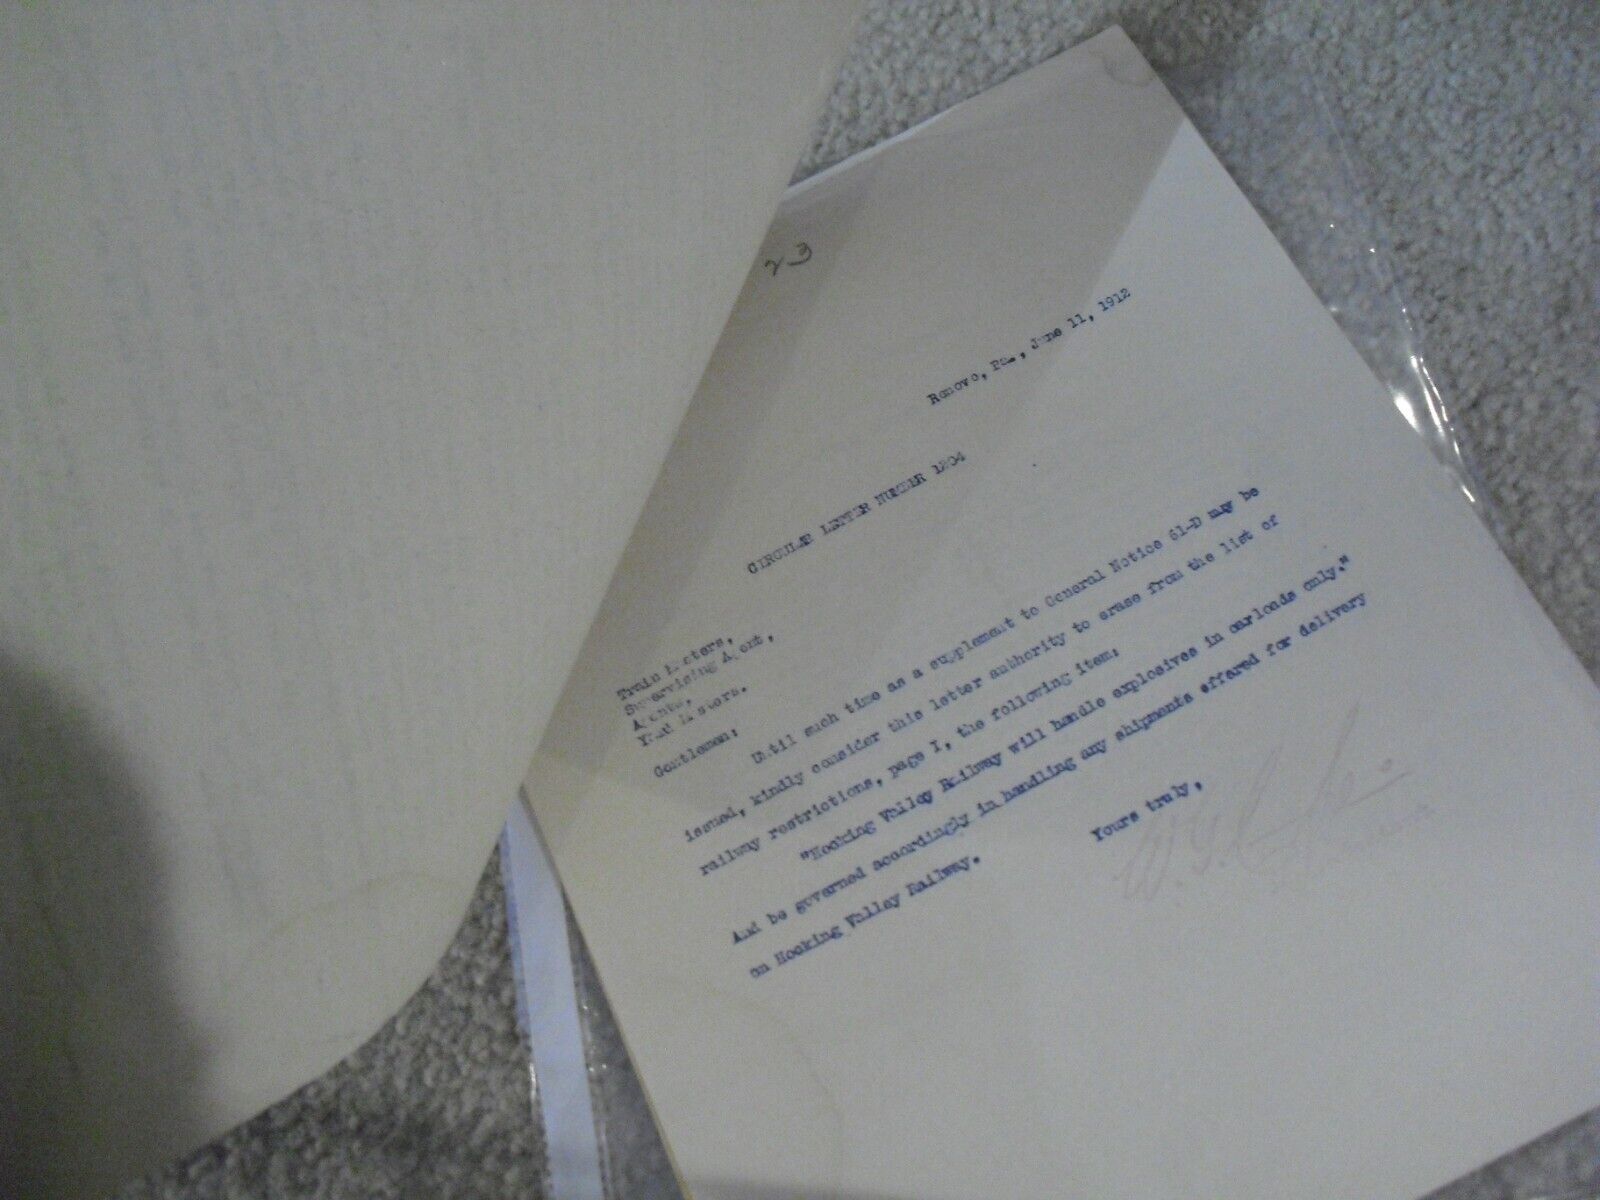 23
Renovo, Pa., June 11, 1912
CIRCULAR LETTER NUMBER 1204
Train Masters,
Supervising Agent,
Agents,
Yard Masters.
Gentlemen:
Until such time as a supplement to General Notice 61-D may be
issued, kindly consider this letter authority to erase from the list of
railway restrictions, page I, the following item:
"Hocking Valley Railway will handle explosives in carloads only."
And be governed accordingly in handling any shipments offered for delivery
on Hocking Valley Railway.
Yours truly,